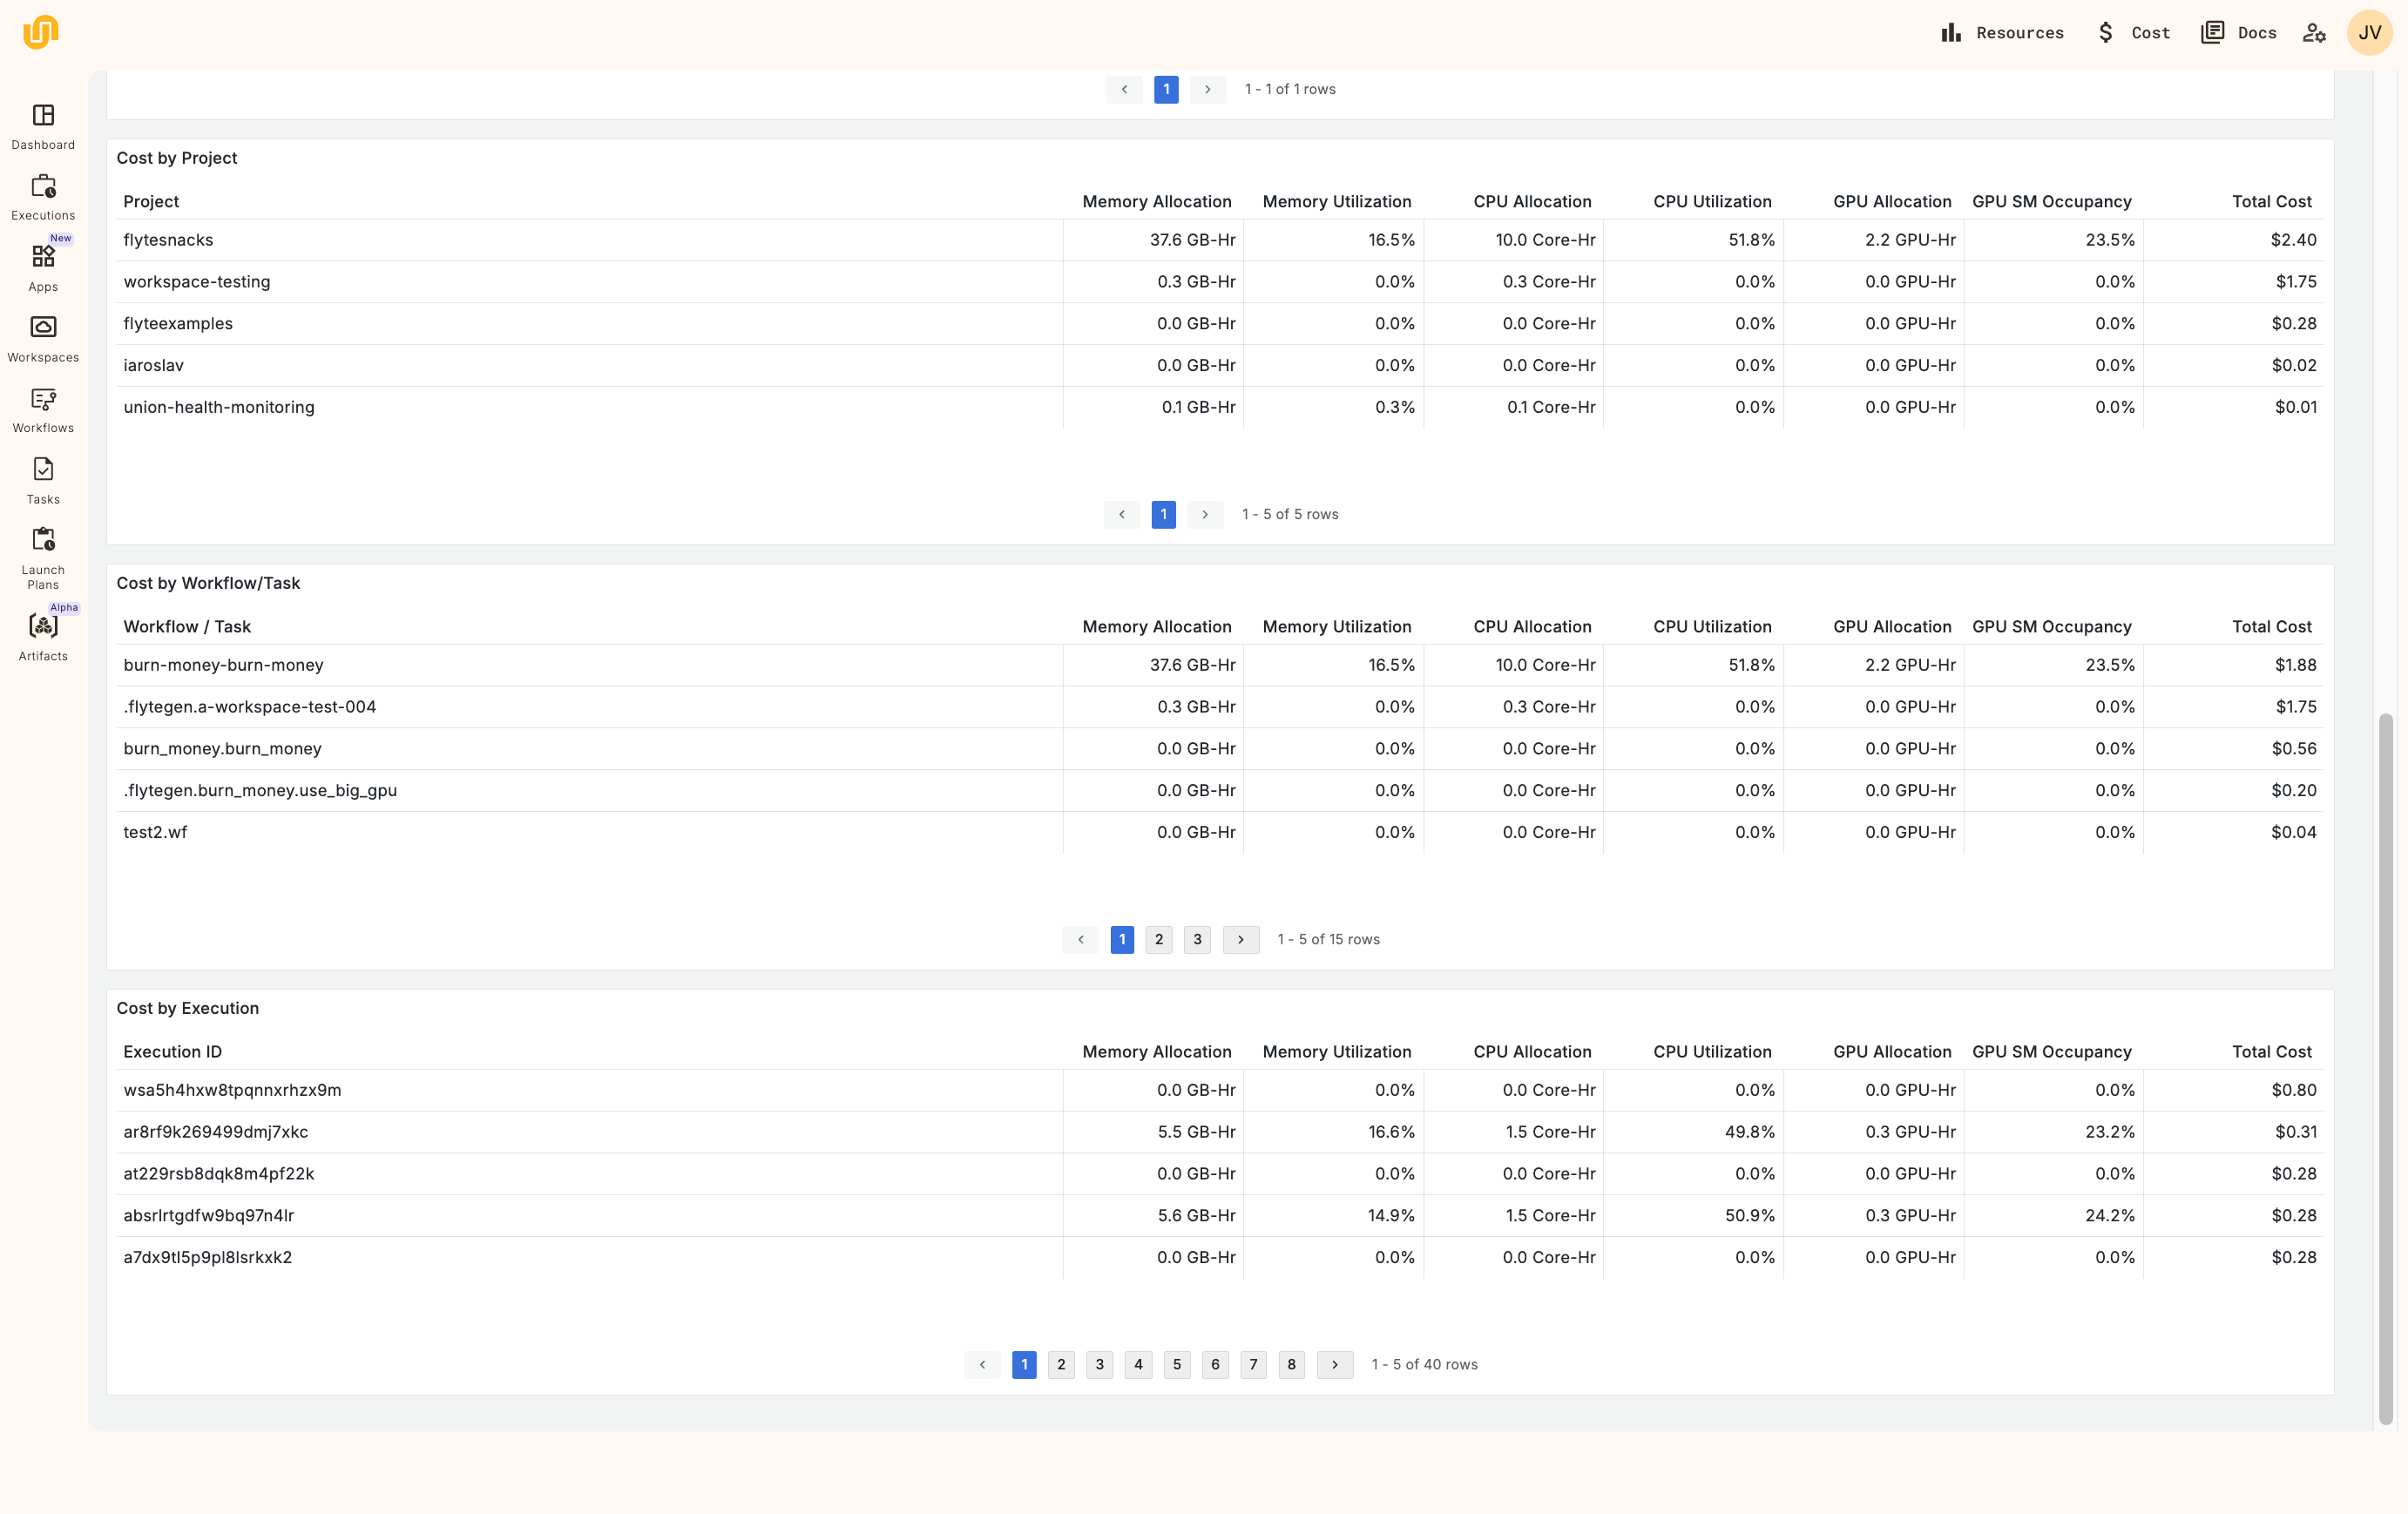 Resources
Cost
Docs
JV
Dashboard
Executions
New
Apps
Workspaces
Workflows
Tasks
Launch
Plans
Alpha
Artifacts
1 1 - 1 of 1 rows
Cost by Project
Project Memory Allocation Memory Utilization CPU Allocation CPU Utilization GPU Allocation GPU SM Occupancy Total Cost
flytesnacks 37.6 GB-Hr 16.5% 10.0 Core-Hr 51.8% 2.2 GPU-Hr 23.5% $2.40
workspace-testing 0.3 GB-Hr 0.0% 0.3 Core-Hr 0.0% 0.0 GPU-Hr 0.0% $1.75
flyteexamples 0.0 GB-Hr 0.0% 0.0 Core-Hr 0.0% 0.0 GPU-Hr 0.0% $0.28
iaroslav 0.0 GB-Hr 0.0% 0.0 Core-Hr 0.0% 0.0 GPU-Hr 0.0% $0.02
union-health-monitoring 0.1 GB-Hr 0.3% 0.1 Core-Hr 0.0% 0.0 GPU-Hr 0.0% $0.01
1 1 - 5 of 5 rows
Cost by Workflow/Task
Workflow / Task Memory Allocation Memory Utilization CPU Allocation CPU Utilization GPU Allocation GPU SM Occupancy Total Cost
burn-money-burn-money 37.6 GB-Hr 16.5% 10.0 Core-Hr 51.8% 2.2 GPU-Hr 23.5% $1.88
.flytegen.a-workspace-test-004 0.3 GB-Hr 0.0% 0.3 Core-Hr 0.0% 0.0 GPU-Hr 0.0% $1.75
burn_money.burn_money 0.0 GB-Hr 0.0% 0.0 Core-Hr 0.0% 0.0 GPU-Hr 0.0% $0.56
.flytegen.burn_money.use_big_gpu 0.0 GB-Hr 0.0% 0.0 Core-Hr 0.0% 0.0 GPU-Hr 0.0% $0.20
test2.wf 0.0 GB-Hr 0.0% 0.0 Core-Hr 0.0% 0.0 GPU-Hr 0.0% $0.04
1 2 3 1 - 5 of 15 rows
Cost by Execution
Execution ID Memory Allocation Memory Utilization CPU Allocation CPU Utilization GPU Allocation GPU SM Occupancy Total Cost
wsa5h4hxw8tpqnnxrhzx9m 0.0 GB-Hr 0.0% 0.0 Core-Hr 0.0% 0.0 GPU-Hr 0.0% $0.80
ar8rf9k269499dmj7xkc 5.5 GB-Hr 16.6% 1.5 Core-Hr 49.8% 0.3 GPU-Hr 23.2% $0.31
at229rsb8dqk8m4pf22k 0.0 GB-Hr 0.0% 0.0 Core-Hr 0.0% 0.0 GPU-Hr 0.0% $0.28
absrlrtgdfw9bq97n4lr 5.6 GB-Hr 14.9% 1.5 Core-Hr 50.9% 0.3 GPU-Hr 24.2% $0.28
a7dx9tl5p9pl8lsrkxk2 0.0 GB-Hr 0.0% 0.0 Core-Hr 0.0% 0.0 GPU-Hr 0.0% $0.28
1 2 3 4 5 6 7 8 1 - 5 of 40 rows